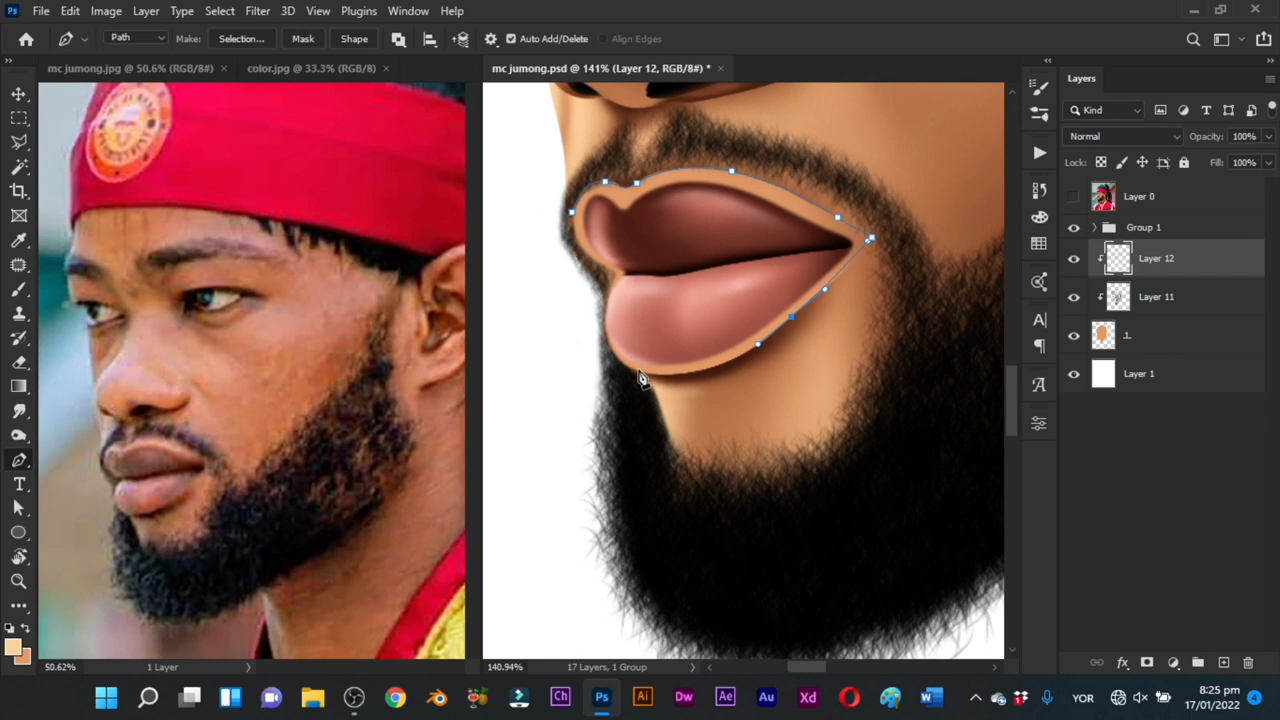 Ps File Edit Image Layer Type Select Filter 3D View Plugins Window Help
Path Make: Selection... Mask Shape Auto Add/Delete Align Edges
mc jumong.jpg @ 50.6% (RGB/8#) × color.jpg @ 33.3% (RGB/8) × mc jumong.psd @ 141% (Layer 12, RGB/8#) * ×
Layers
Kind
Normal Opacity: 100%
Lock: Fill: 100%
Layer 0
Group 1
Layer 12
Layer 11
Layer 1
50.62% 1 Layer 140.94% 17 Layers, 1 Group
Ch Ps Ai Dw Ae Au Xd YOR 8:25 pm
17/01/2022 4